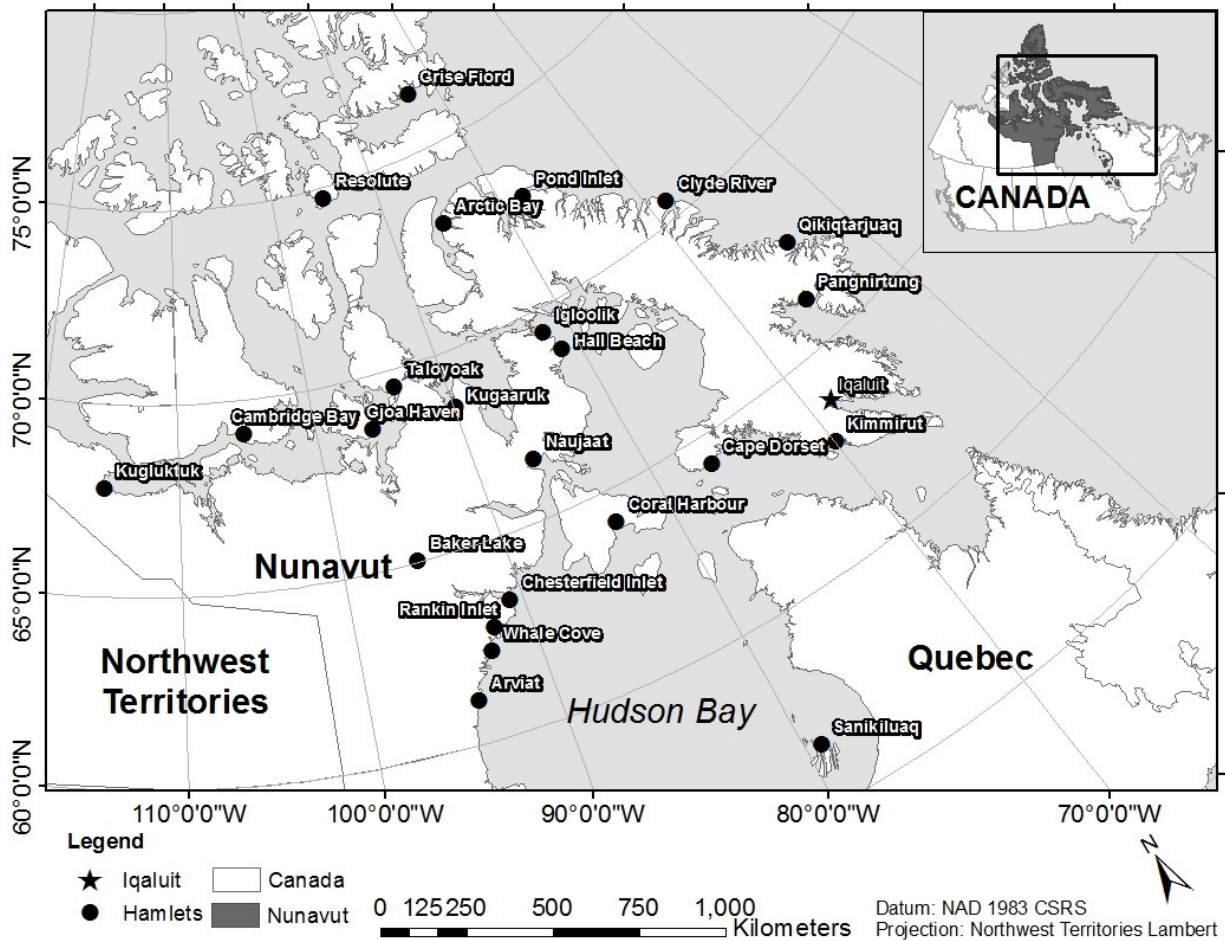 Grise Fiord
Resolute
Pond Inlet
Clyde River
Arctic Bay
Qikiqtarjuaq
Pangnirtung
Igloolik
Hall Beach
Taloyoak
Kugaaruk
Iqaluit
Cambridge Bay
Gjoa Haven
Kimmirut
Naujaat
Cape Dorset
Kugluktuk
Coral Harbour
Baker Lake
Nunavut
Chesterfield Inlet
Rankin Inlet
Whale Cove
Northwest
Territories
Quebec
Arviat
Hudson Bay
Sanikiluaq
CANADA
75°0'0"N
70°0'0"N
65°0'0"N
60°0'0"N
110°0'0"W
100°0'0"W
90°0'0"W
80°0'0"W
70°0'0"W
Legend
Iqaluit
Canada
Hamlets
Nunavut
0 125 250 500 750 1,000
Kilometers
N
Datum: NAD 1983 CSRS
Projection: Northwest Territories Lambert